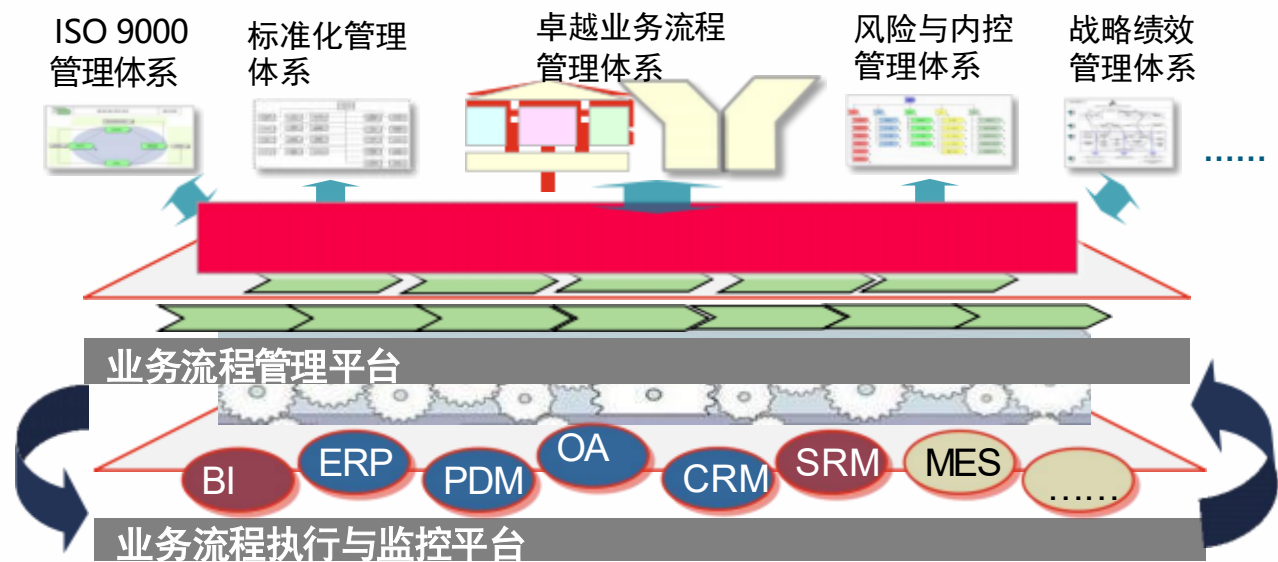 ISO 9000
管理体系
标准化管理
体系
卓越业务流程
管理体系
风险与内控
管理体系
战略绩效
管理体系
……
业务流程管理平台
BI
ERP
PDM
OA
CRM
SRM
MES
……
业务流程执行与监控平台